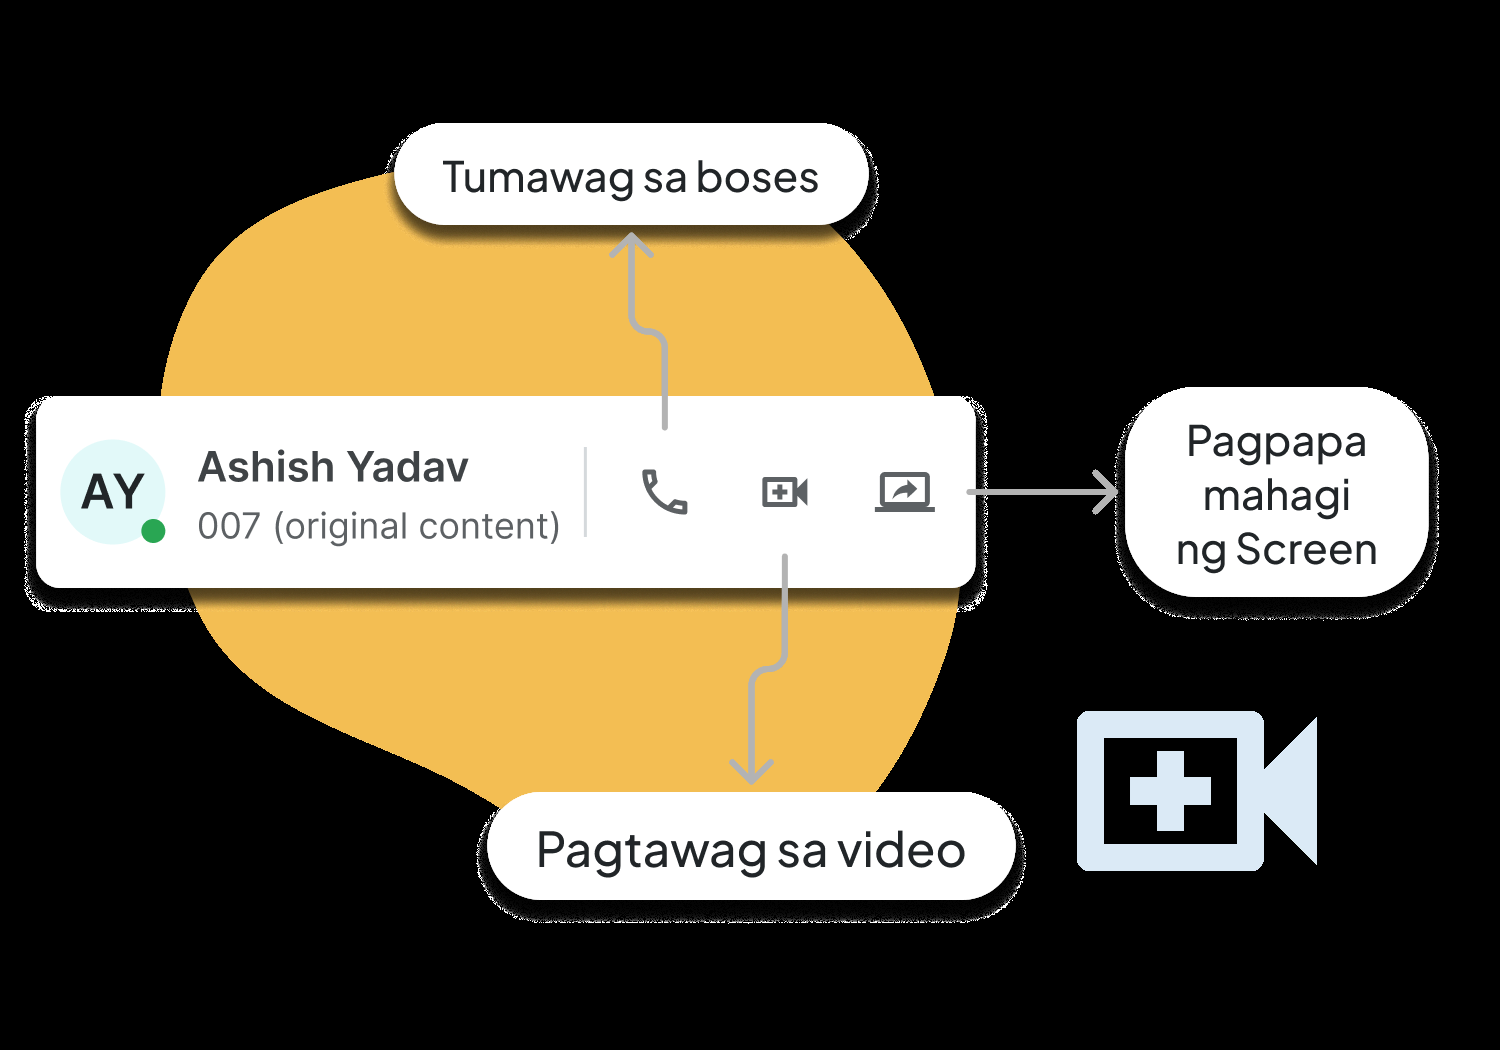 Tumawag sa boses
AY
Ashish Yadav
007 (original content)
Pagpapa
mahagi
ng Screen
Pagtawag sa video